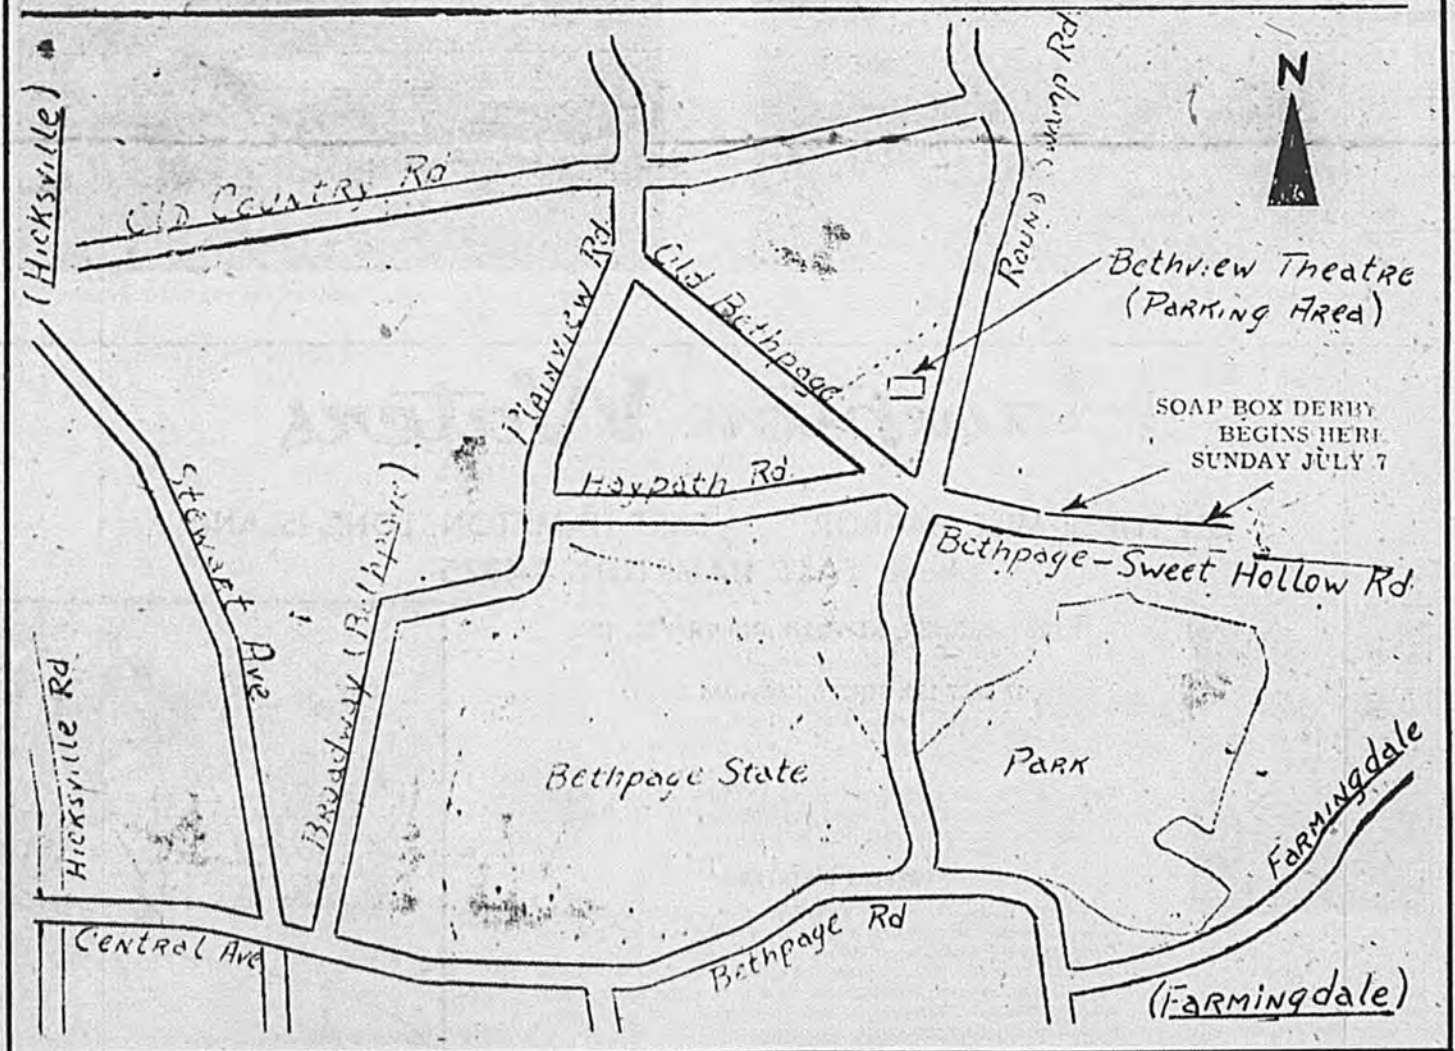 N
(Hicksville)
Old Country Rd
Round Swamp Rd
Plainview Rd
Old Bethpage
Bethview Theatre
(Parking Area)
SOAP BOX DERBY
BEGINS HERE
SUNDAY JULY 7
Haypath Rd.
Bethpage-Sweet Hollow Rd.
Stewart Ave
Broadway (Bethpage)
Hicksville Rd
Bethpage State
Park
Farmingdale
Central Ave
Bethpage Rd
(Farmingdale)